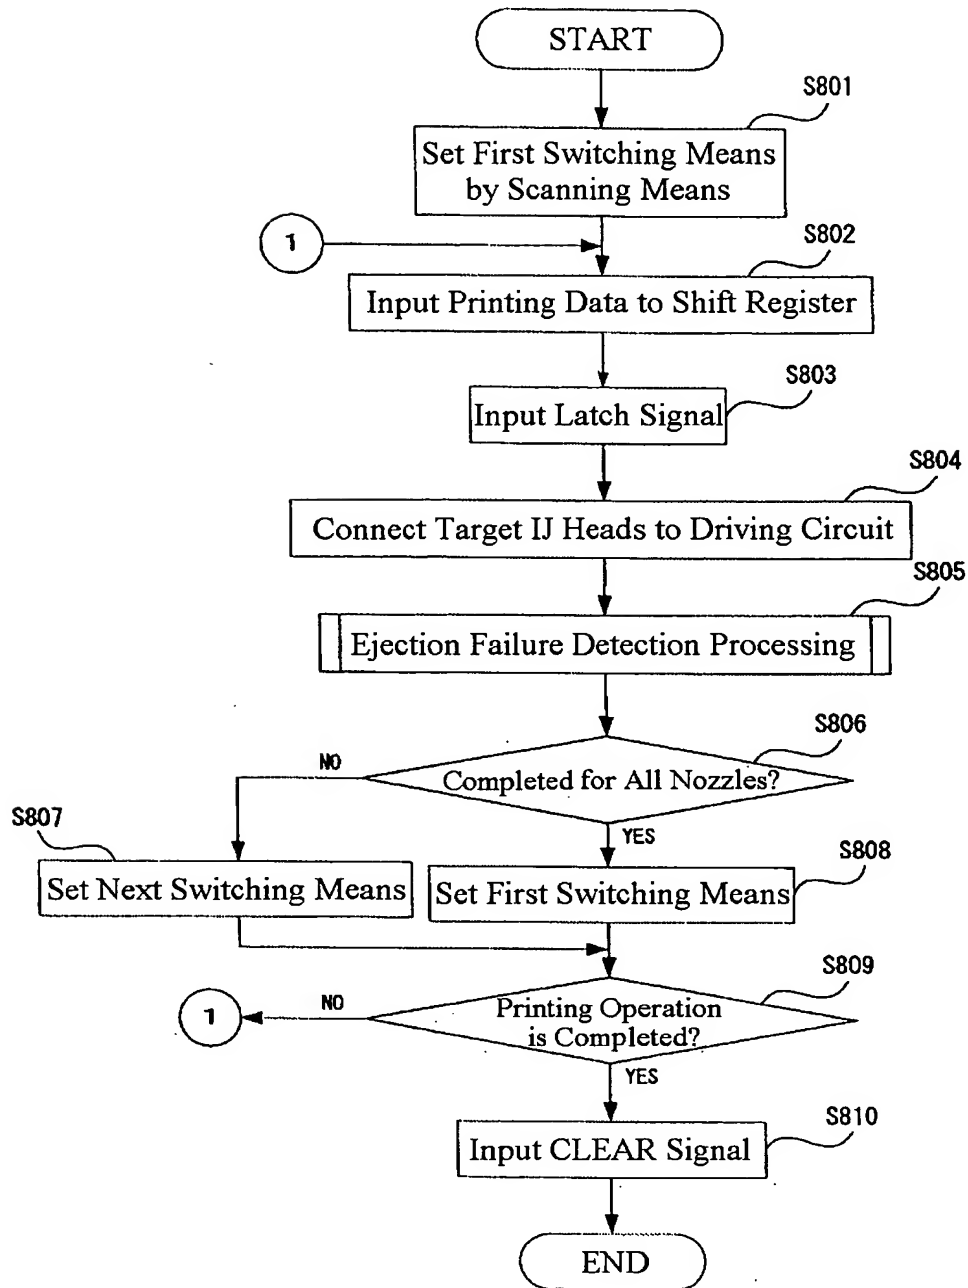 START
S801
Set First Switching Means
by Scanning Means
1
S802
Input Printing Data to Shift Register
S803
Input Latch Signal
S804
Connect Target IJ Heads to Driving Circuit
S805
Ejection Failure Detection Processing
S806
NO
Completed for All Nozzles?
YES
S807
S808
Set Next Switching Means
Set First Switching Means
S809
1
NO
Printing Operation
is Completed?
YES
S810
Input CLEAR Signal
END